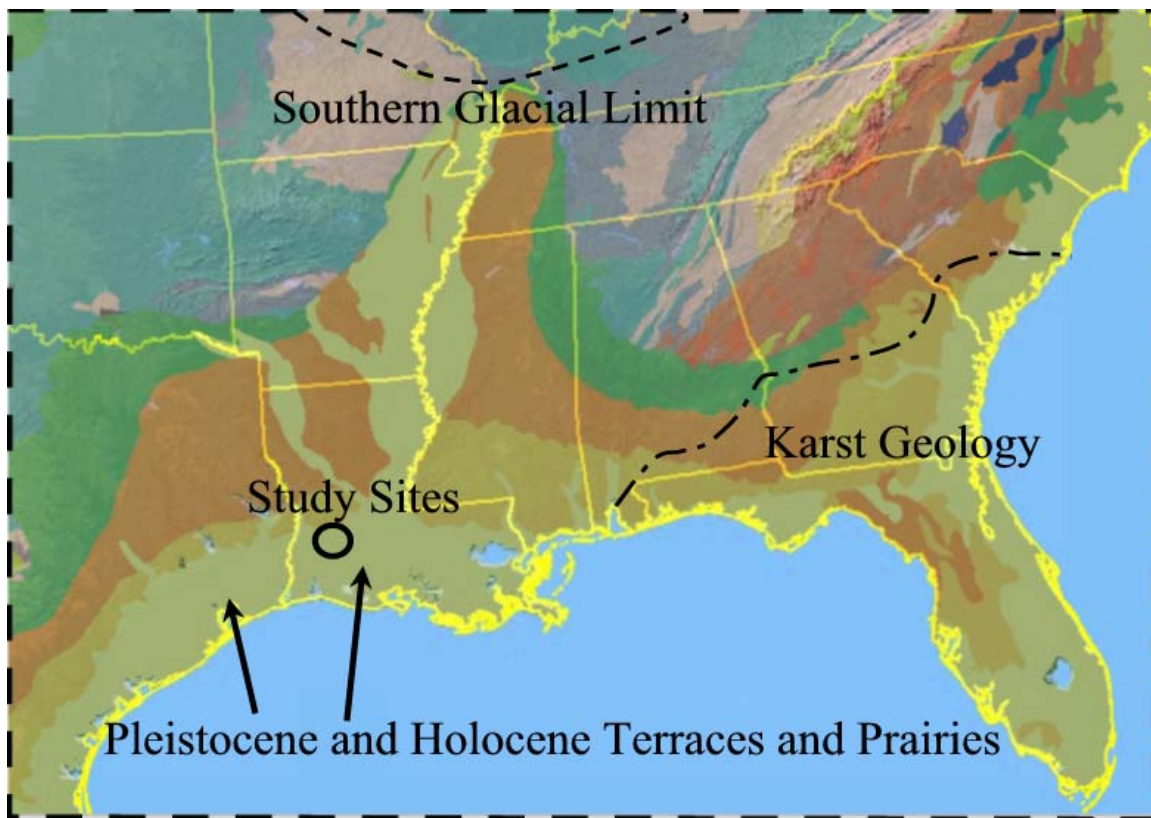 Southern Glacial Limit
Karst Geology
Study Sites
Pleistocene and Holocene Terraces and Prairies